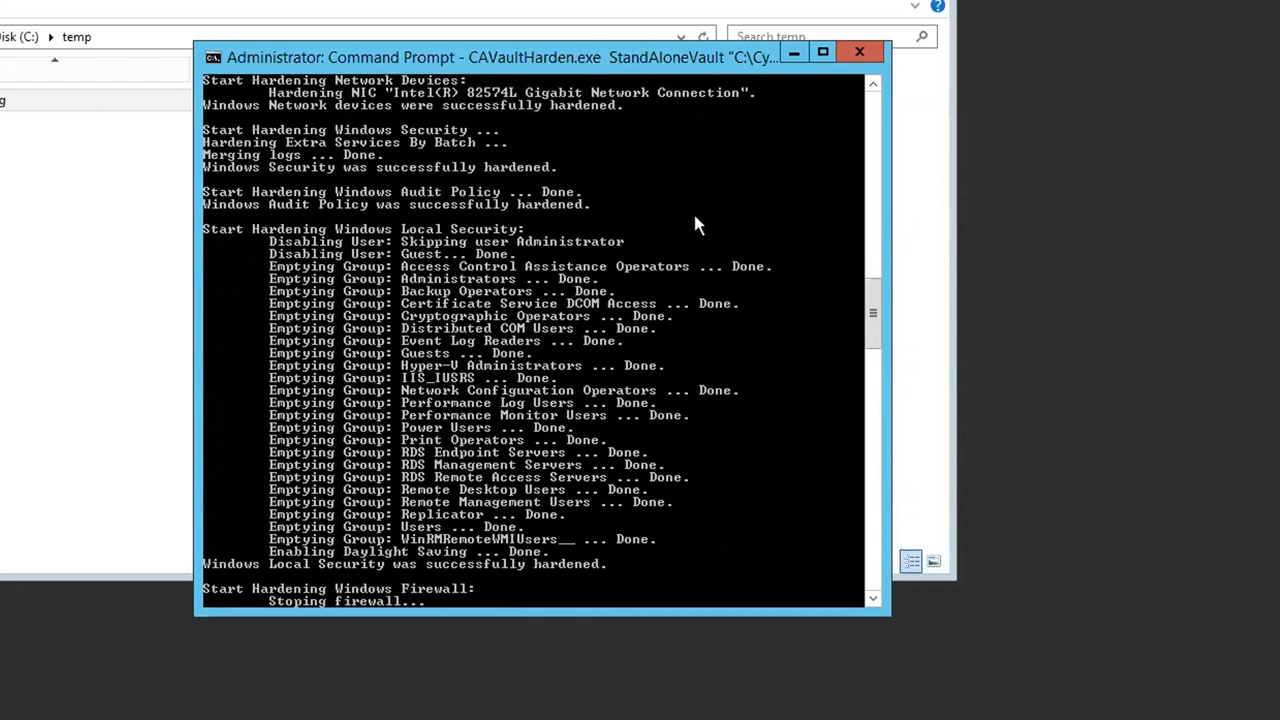 Disk (C:) ▸ temp
Search temp
Administrator: Command Prompt - CAVaultHarden.exe  StandAloneVault "C:\Cy...
Start Hardening Network Devices:
Hardening NIC "Intel(R) 82574L Gigabit Network Connection".
Windows Network devices were successfully hardened.
Start Hardening Windows Security ...
Hardening Extra Services By Batch ...
Merging logs ... Done.
Windows Security was successfully hardened.
Start Hardening Windows Audit Policy ... Done.
Windows Audit Policy was successfully hardened.
Start Hardening Windows Local Security:
Disabling User: Skipping user Administrator
Disabling User: Guest... Done.
Emptying Group: Access Control Assistance Operators ... Done.
Emptying Group: Administrators ... Done.
Emptying Group: Backup Operators ... Done.
Emptying Group: Certificate Service DCOM Access ... Done.
Emptying Group: Cryptographic Operators ... Done.
Emptying Group: Distributed COM Users ... Done.
Emptying Group: Event Log Readers ... Done.
Emptying Group: Guests ... Done.
Emptying Group: Hyper-V Administrators ... Done.
Emptying Group: IIS_IUSRS ... Done.
Emptying Group: Network Configuration Operators ... Done.
Emptying Group: Performance Log Users ... Done.
Emptying Group: Performance Monitor Users ... Done.
Emptying Group: Power Users ... Done.
Emptying Group: Print Operators ... Done.
Emptying Group: RDS Endpoint Servers ... Done.
Emptying Group: RDS Management Servers ... Done.
Emptying Group: RDS Remote Access Servers ... Done.
Emptying Group: Remote Desktop Users ... Done.
Emptying Group: Remote Management Users ... Done.
Emptying Group: Replicator ... Done.
Emptying Group: Users ... Done.
Emptying Group: WinRMRemoteWMIUsers__ ... Done.
Enabling Daylight Saving ... Done.
Windows Local Security was successfully hardened.
Start Hardening Windows Firewall:
Stoping firewall...